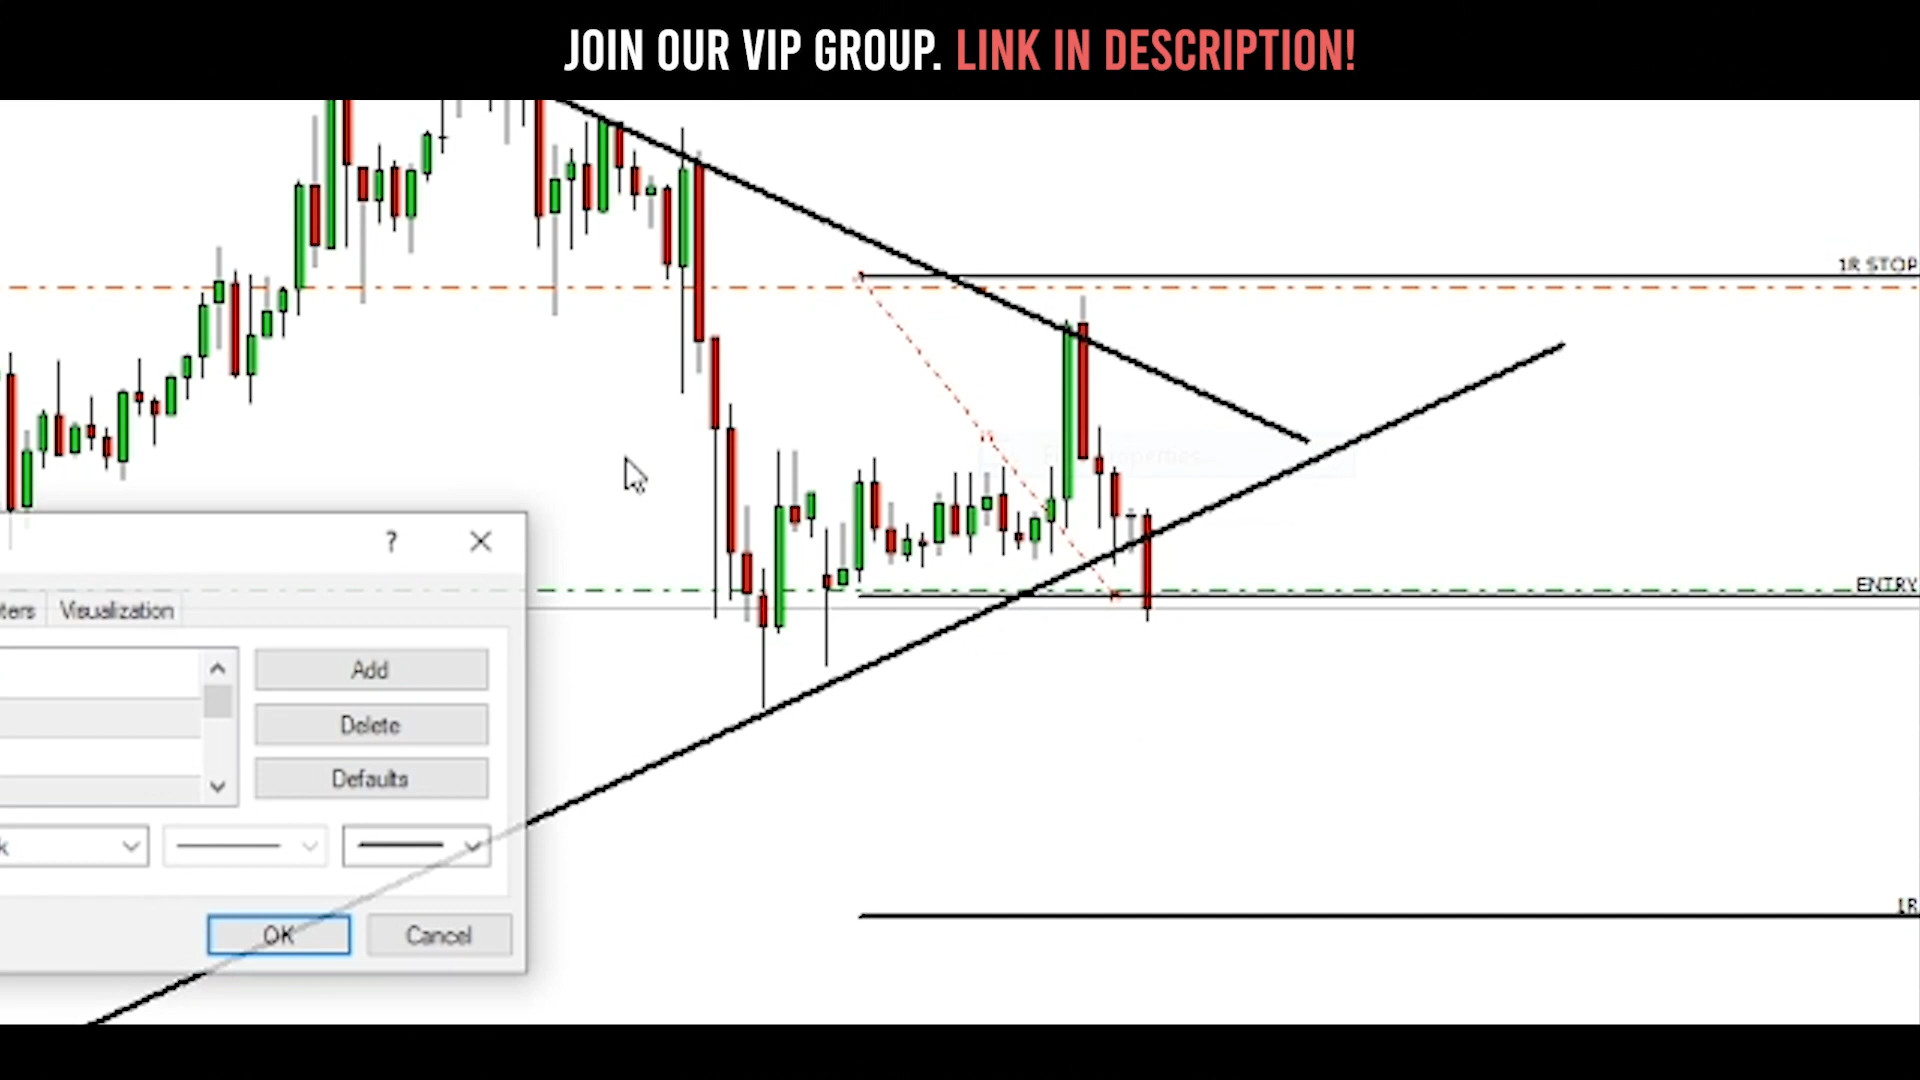 JOIN OUR VIP GROUP. LINK IN DESCRIPTION!
1R STOP
?
Visualization
ENTRY
Add
Delete
Defaults
OK
Cancel
1R